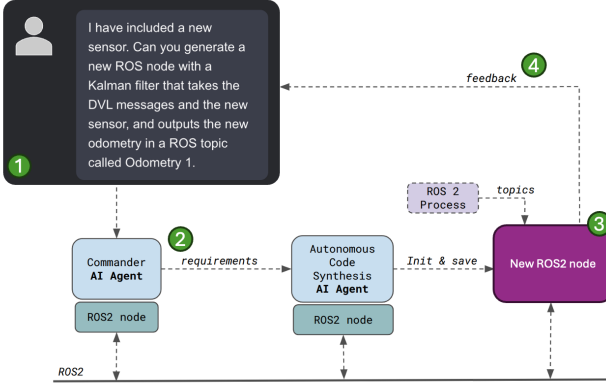 I have included a new
sensor. Can you generate a
new ROS node with a
Kalman filter that takes the
DVL messages and the new
sensor, and outputs the new
odometry in a ROS topic
called Odometry 1.
1
4
feedback
ROS 2
Process
topics
2
3
Commander
AI Agent
requirements
Autonomous
Code
Synthesis
AI Agent
Init & save
New ROS2 node
ROS2 node
ROS2 node
ROS2